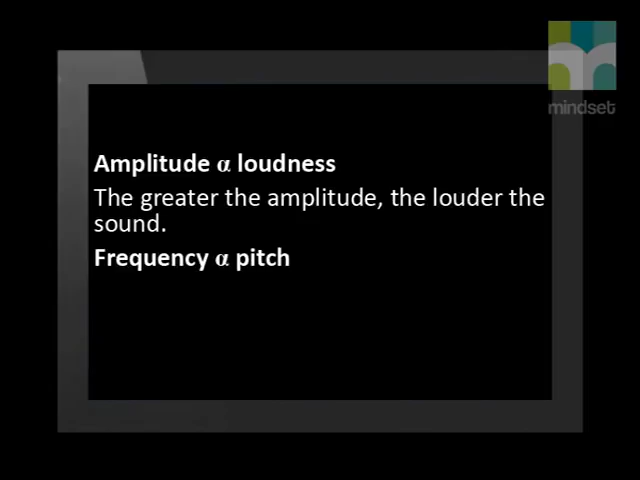 mindset
Amplitude α loudness
The greater the amplitude, the louder the
sound.
Frequency α pitch